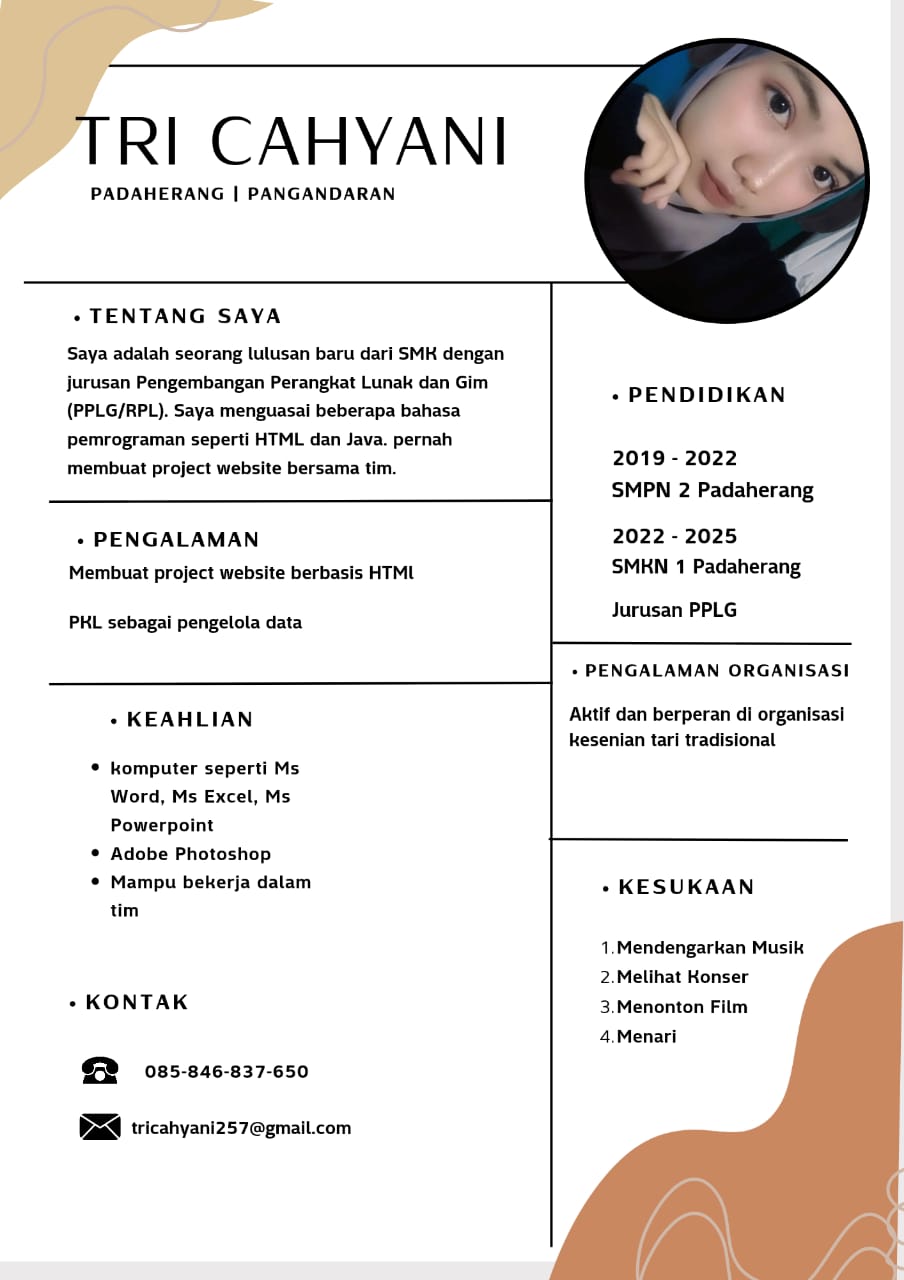 TRI CAHYANI
PADAHERANG | PANGANDARAN
• TENTANG SAYA
Saya adalah seorang lulusan baru dari SMK dengan
jurusan Pengembangan Perangkat Lunak dan Gim
(PPLG/RPL). Saya menguasai beberapa bahasa
pemrograman seperti HTML dan Java. pernah
membuat project website bersama tim.
• PENGALAMAN
Membuat project website berbasis HTMl
PKL sebagai pengelola data
• KEAHLIAN
• komputer seperti Ms
Word, Ms Excel, Ms
Powerpoint
• Adobe Photoshop
• Mampu bekerja dalam
tim
• KONTAK
085-846-837-650
tricahyani257@gmail.com
• PENDIDIKAN
2019 - 2022
SMPN 2 Padaherang
2022 - 2025
SMKN 1 Padaherang
Jurusan PPLG
• PENGALAMAN ORGANISASI
Aktif dan berperan di organisasi
kesenian tari tradisional
• KESUKAAN
1. Mendengarkan Musik
2. Melihat Konser
3. Menonton Film
4. Menari